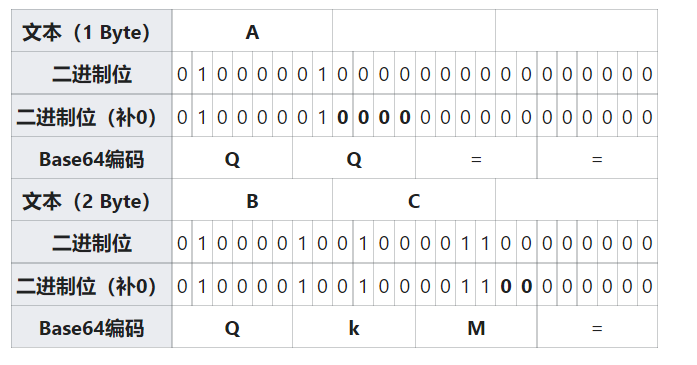 文本（1 Byte） A
二进制位 0 1 0 0 0 0 0 1 0 0 0 0 0 0 0 0 0 0 0 0 0 0 0 0
二进制位（补0） 0 1 0 0 0 0 0 1 0 0 0 0 0 0 0 0 0 0 0 0 0 0 0 0
Base64编码 Q Q = =
文本（2 Byte） B C
二进制位 0 1 0 0 0 0 1 0 0 1 0 0 0 0 1 1 0 0 0 0 0 0 0 0
二进制位（补0） 0 1 0 0 0 0 1 0 0 1 0 0 0 0 1 1 0 0 0 0 0 0 0 0
Base64编码 Q k M =